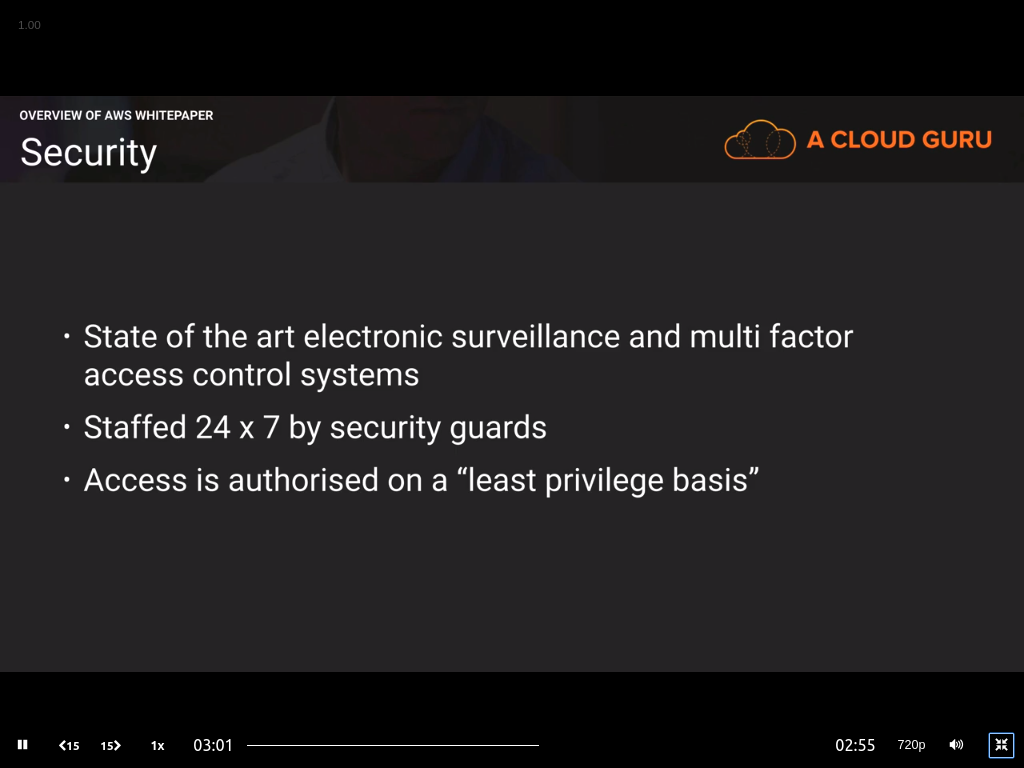 1.00
OVERVIEW OF AWS WHITEPAPER
Security
A CLOUD GURU
• State of the art electronic surveillance and multi factor
access control systems
• Staffed 24 x 7 by security guards
• Access is authorised on a “least privilege basis”
15 15 1x 03:01 02:55 720p